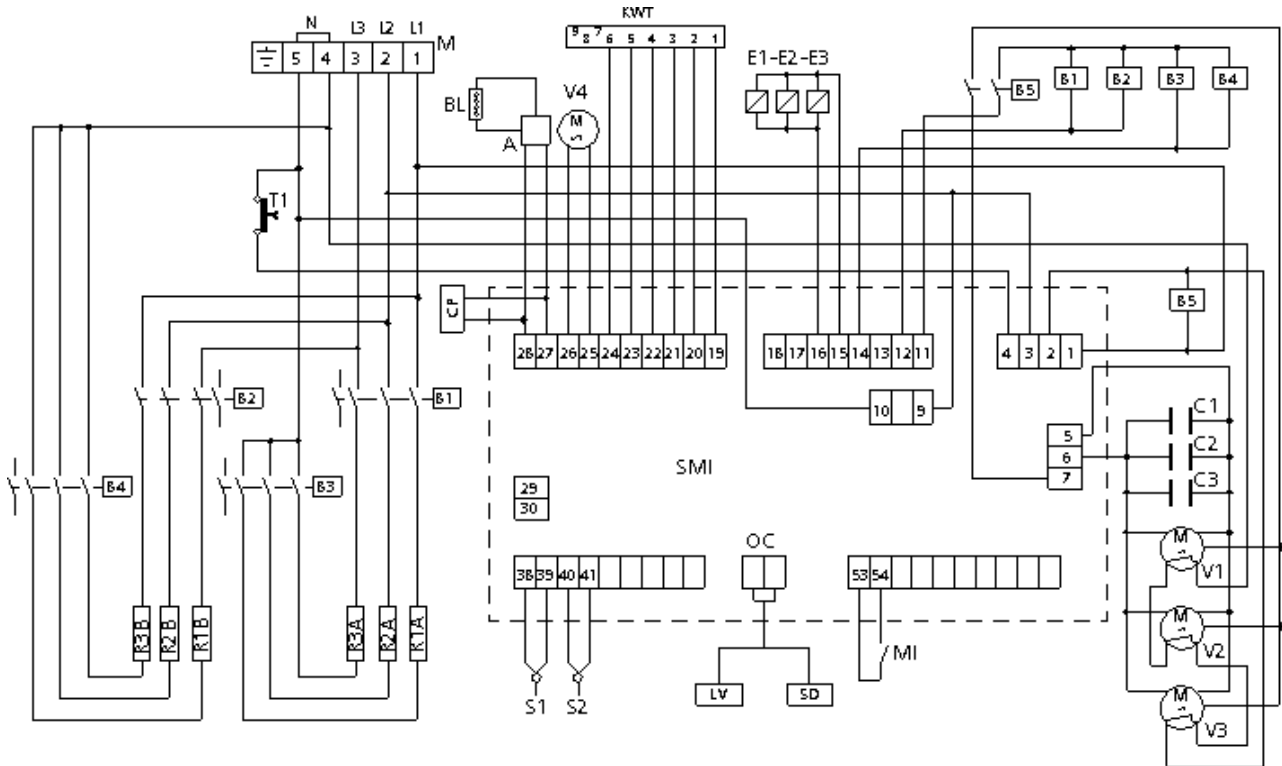 N L3 L2 L1
5 4 3 2 1 M
KWT
9 8 7 6 5 4 3 2 1
E1-E2-E3
BL
A
V4
M
B5 B1 B2 B3 B4
T1
CP
B5
28 27 26 25 24 23 22 21 20 19
18 17 16 15 14 13 12 11
4 3 2 1
10 9
B2 B1
5
6
7
C1
C2
C3
SMI
B4 B3
29
30
OC
38 39 40 41
53 54
M
V1
M
V2
M
V3
R3B R2B R1B R3A R2A R1A
MI
LV SD
S1 S2